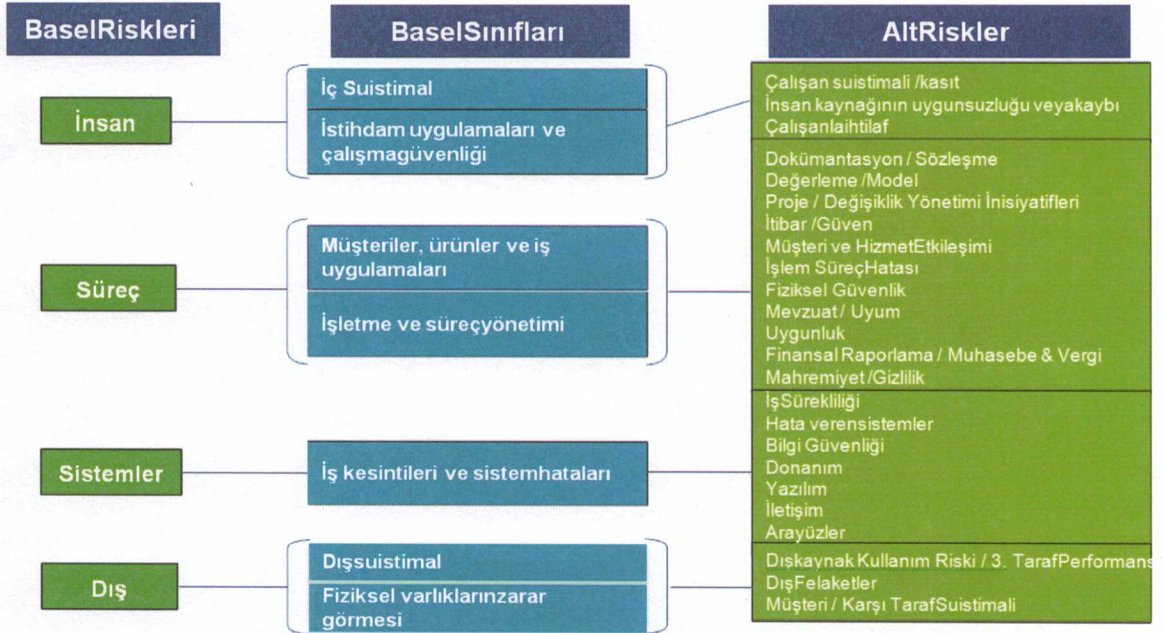 BaselRiskleri
BaselSınıfları
AltRiskler
İnsan
İç Suistimal
İstihdam uygulamaları ve
çalışmagüvenliği
Çalışan suistimali /kasıt
İnsan kaynağının uygunsuzluğu veyakaybı
Çalışanlaihtilaf
Süreç
Müşteriler, ürünler ve iş
uygulamaları
İşletme ve süreçyönetimi
Dokümantasyon / Sözleşme
Değerleme /Model
Proje / Değişiklik Yönetimi İnisiyatifleri
İtibar /Güven
Müşteri ve HizmetEtkileşimi
İşlem SüreçHatası
Fiziksel Güvenlik
Mevzuat / Uyum
Uygunluk
Finansal Raporlama / Muhasebe & Vergi
Mahremiyet /Gizlilik
Sistemler
İş kesintileri ve sistemhataları
İşSürekliliği
Hata verensistemler
Bilgi Güvenliği
Donanım
Yazılım
İletişim
Arayüzler
Dış
Dışsuistimal
Fiziksel varlıklarınzarar
görmesi
Dışkaynak Kullanım Riski / 3. TarafPerformans
DışFelaketler
Müşteri / Karşı TarafSuistimali